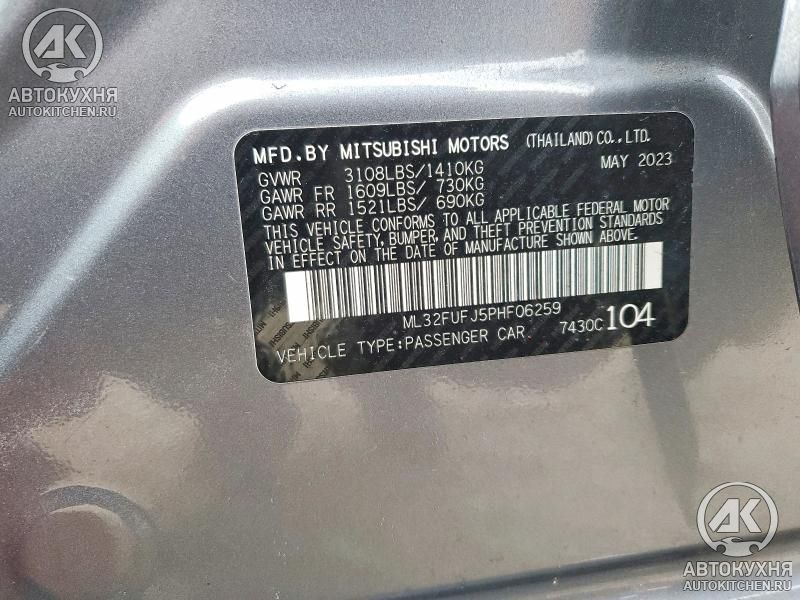 AK
АВТОКУХНЯ
AUTOKITCHEN.RU
MFD.BY MITSUBISHI MOTORS (THAILAND) CO., LTD.
GVWR 3108LBS/1410KG MAY 2023
GAWR FR 1609LBS/ 730KG
GAWR RR 1521LBS/ 690KG
THIS VEHICLE CONFORMS TO ALL APPLICABLE FEDERAL MOTOR
VEHICLE SAFETY, BUMPER, AND THEFT PREVENTION STANDARDS
IN EFFECT ON THE DATE OF MANUFACTURE SHOWN ABOVE.
ML32FUFJ5PHF06259
7430C 104
VEHICLE TYPE:PASSENGER CAR
AK
АВТОКУХНЯ
AUTOKITCHEN.RU